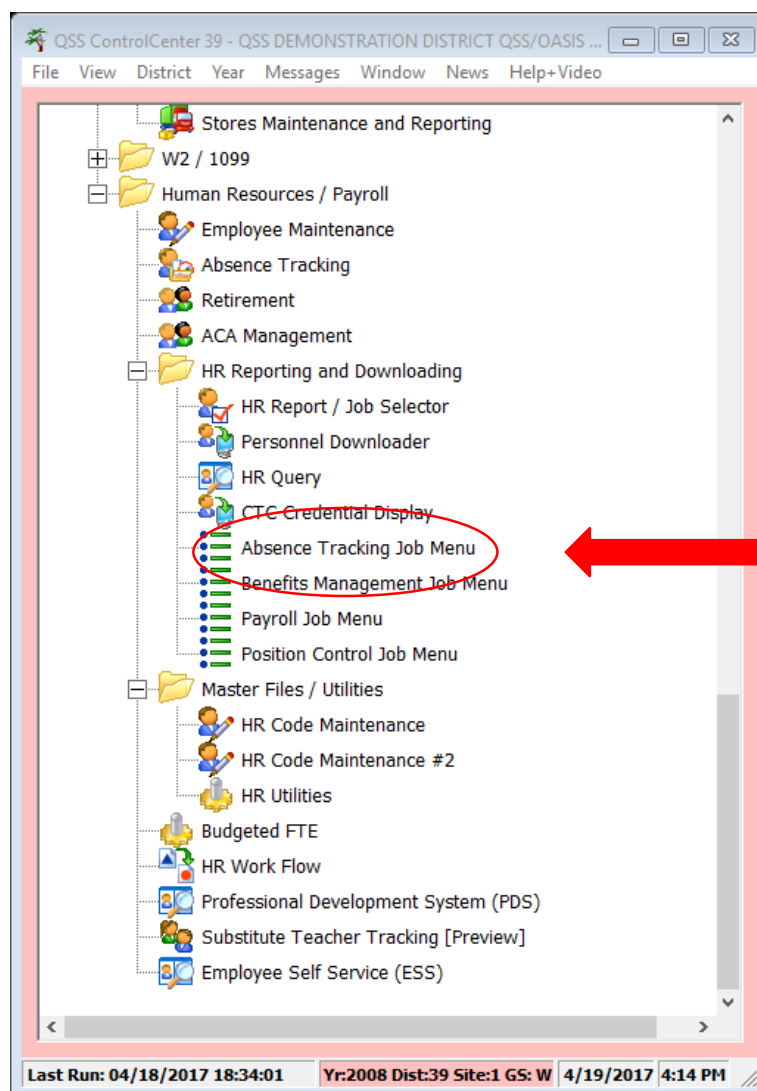 QSS ControlCenter 39 - QSS DEMONSTRATION DISTRICT QSS/OASIS ...
File View District Year Messages Window News Help+Video
Stores Maintenance and Reporting
W2 / 1099
Human Resources / Payroll
Employee Maintenance
Absence Tracking
Retirement
ACA Management
HR Reporting and Downloading
HR Report / Job Selector
Personnel Downloader
HR Query
CTC Credential Display
Absence Tracking Job Menu
Benefits Management Job Menu
Payroll Job Menu
Position Control Job Menu
Master Files / Utilities
HR Code Maintenance
HR Code Maintenance #2
HR Utilities
Budgeted FTE
HR Work Flow
Professional Development System (PDS)
Substitute Teacher Tracking [Preview]
Employee Self Service (ESS)
Last Run: 04/18/2017 18:34:01 Yr:2008 Dist:39 Site:1 GS: W 4/19/2017 4:14 PM